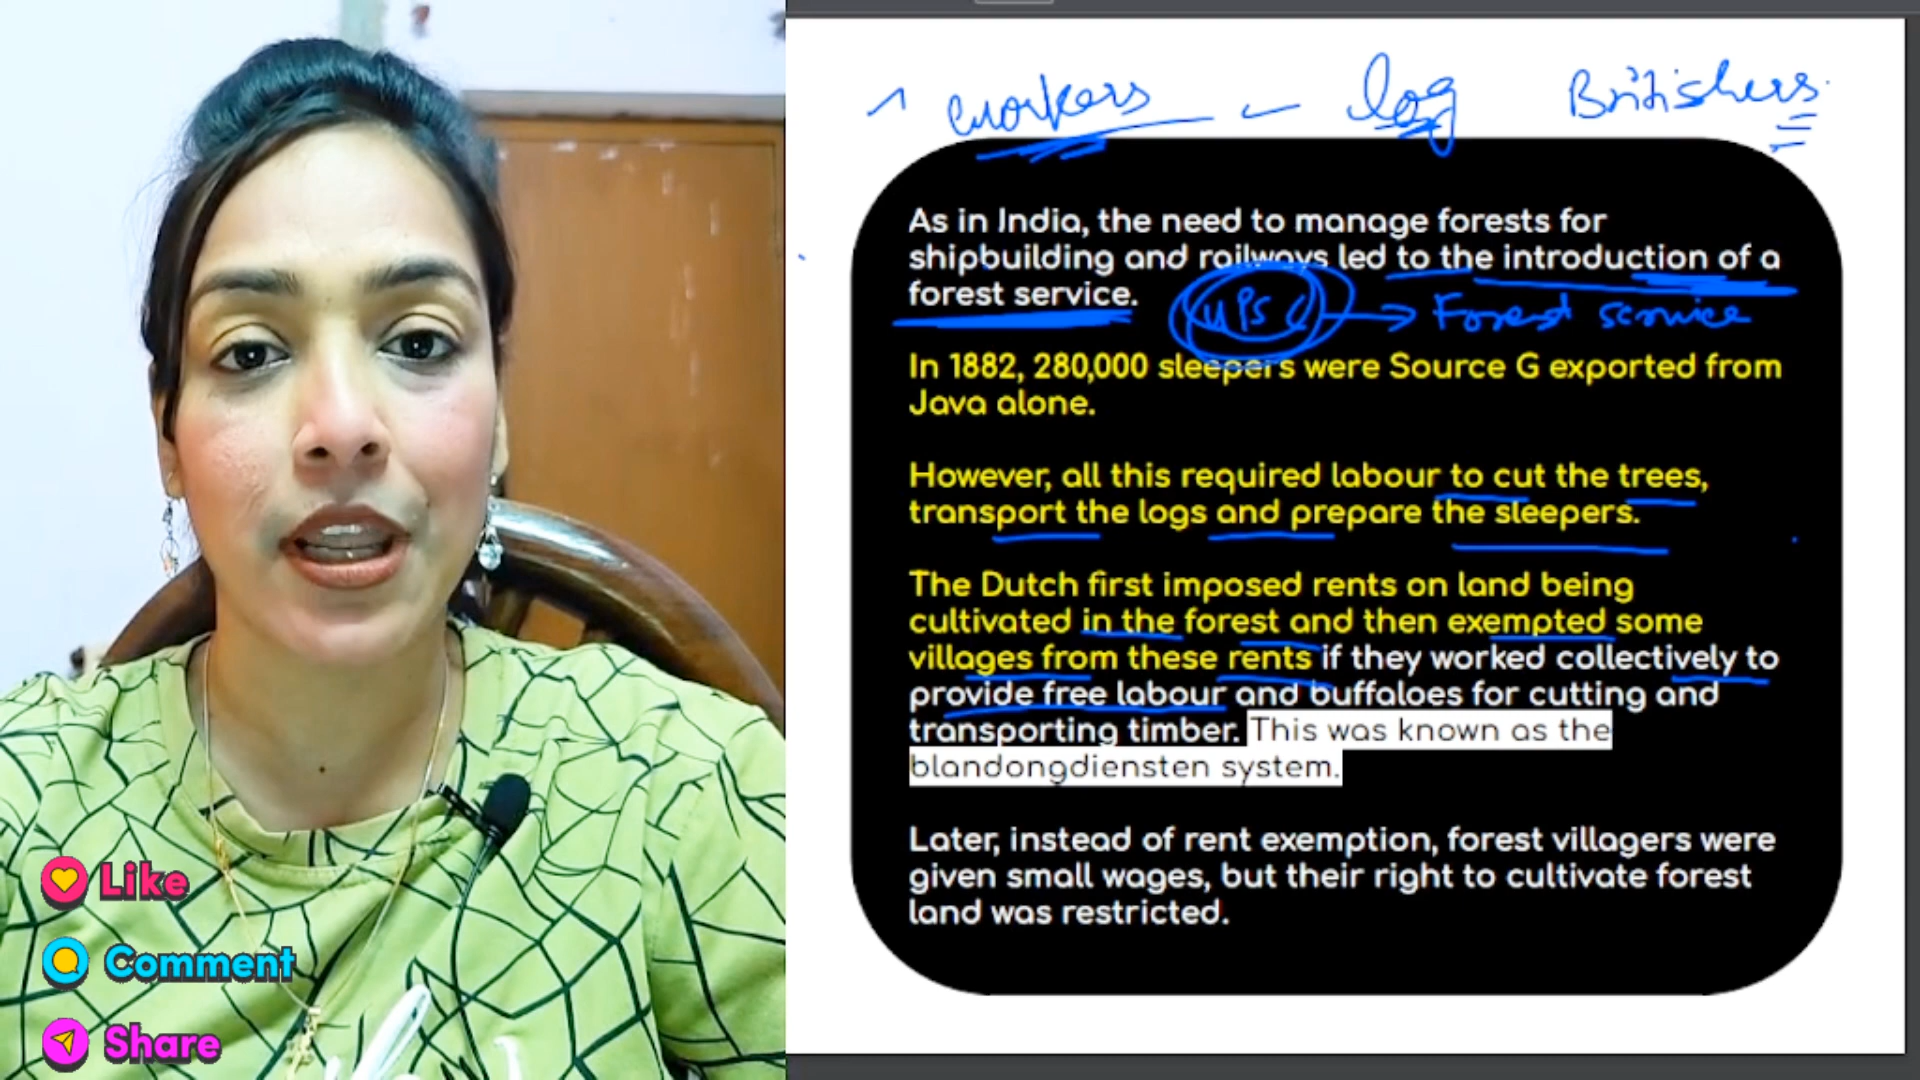 workers - log Britishers
As in India, the need to manage forests for
shipbuilding and railways led to the introduction of a
forest service.
UPSC → Forest service
In 1882, 280,000 sleepers were Source G exported from
Java alone.
However, all this required labour to cut the trees,
transport the logs and prepare the sleepers.
The Dutch first imposed rents on land being
cultivated in the forest and then exempted some
villages from these rents if they worked collectively to
provide free labour and buffaloes for cutting and
transporting timber. This was known as the
blandongdiensten system.
Later, instead of rent exemption, forest villagers were
given small wages, but their right to cultivate forest
land was restricted.
Like
Comment
Share